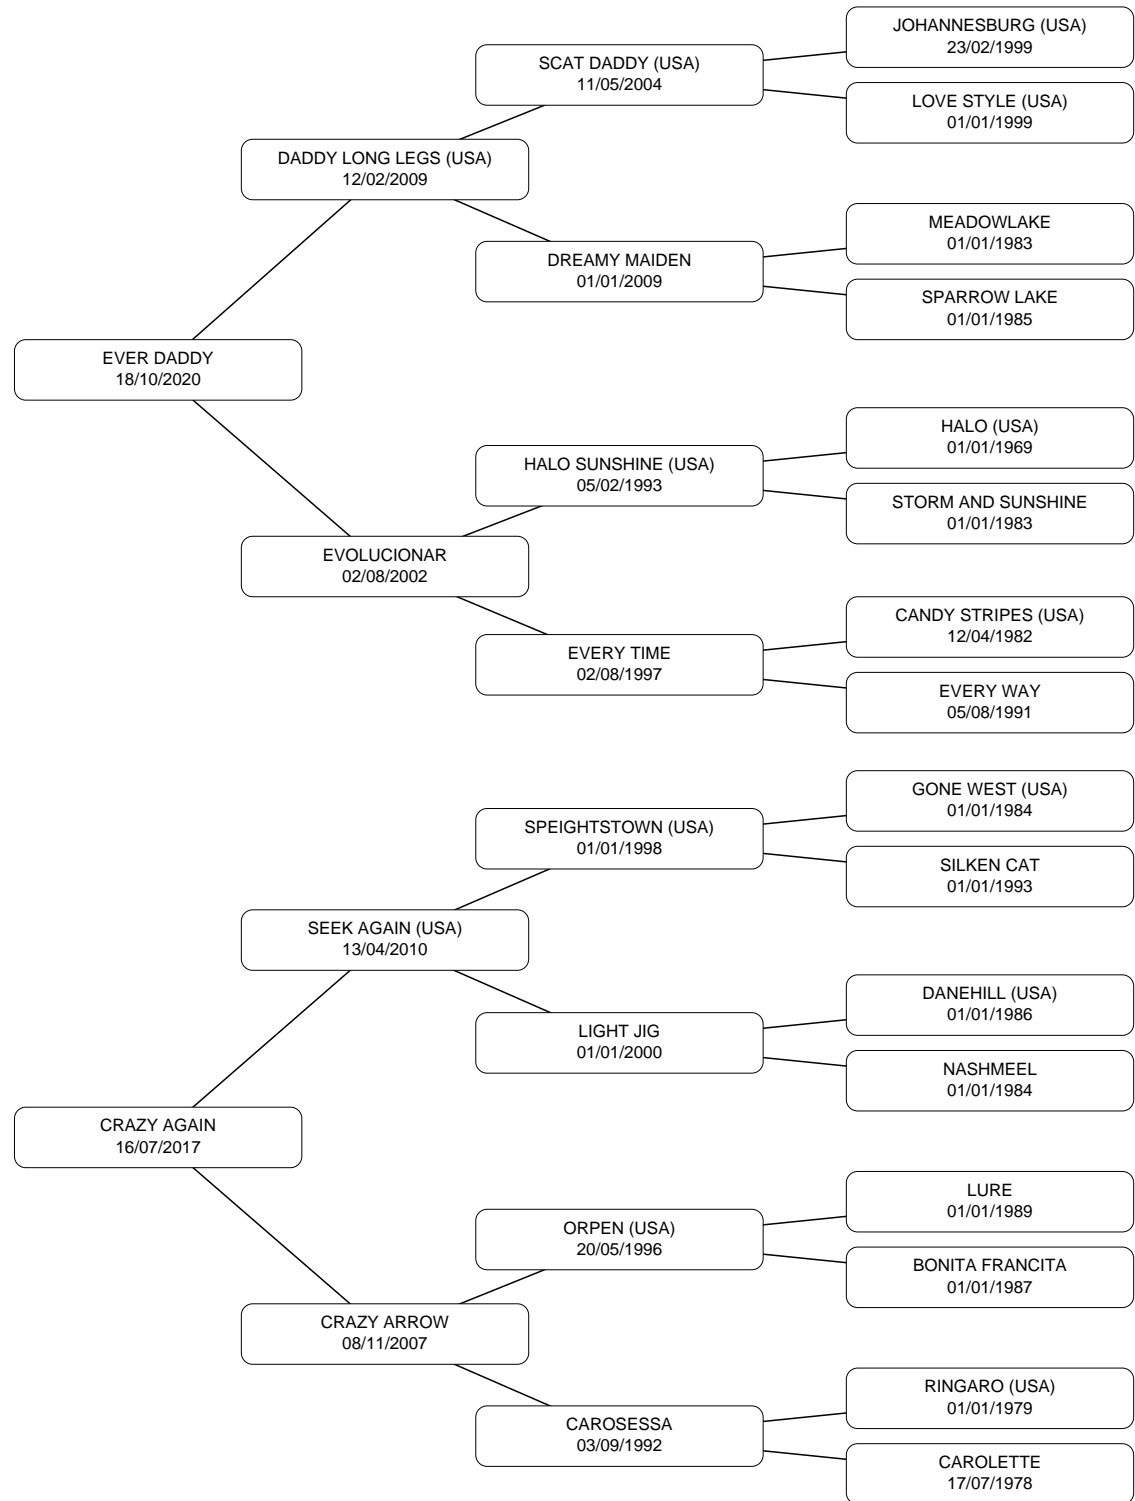 JOHANNESBURG (USA)
23/02/1999
SCAT DADDY (USA)
11/05/2004
LOVE STYLE (USA)
01/01/1999
DADDY LONG LEGS (USA)
12/02/2009
MEADOWLAKE
01/01/1983
DREAMY MAIDEN
01/01/2009
SPARROW LAKE
01/01/1985
EVER DADDY
18/10/2020
HALO (USA)
01/01/1969
HALO SUNSHINE (USA)
05/02/1993
STORM AND SUNSHINE
01/01/1983
EVOLUCIONAR
02/08/2002
CANDY STRIPES (USA)
12/04/1982
EVERY TIME
02/08/1997
EVERY WAY
05/08/1991
GONE WEST (USA)
01/01/1984
SPEIGHTSTOWN (USA)
01/01/1998
SILKEN CAT
01/01/1993
SEEK AGAIN (USA)
13/04/2010
DANEHILL (USA)
01/01/1986
LIGHT JIG
01/01/2000
NASHMEEL
01/01/1984
CRAZY AGAIN
16/07/2017
LURE
01/01/1989
ORPEN (USA)
20/05/1996
BONITA FRANCITA
01/01/1987
CRAZY ARROW
08/11/2007
RINGARO (USA)
01/01/1979
CAROSESSA
03/09/1992
CAROLETTE
17/07/1978